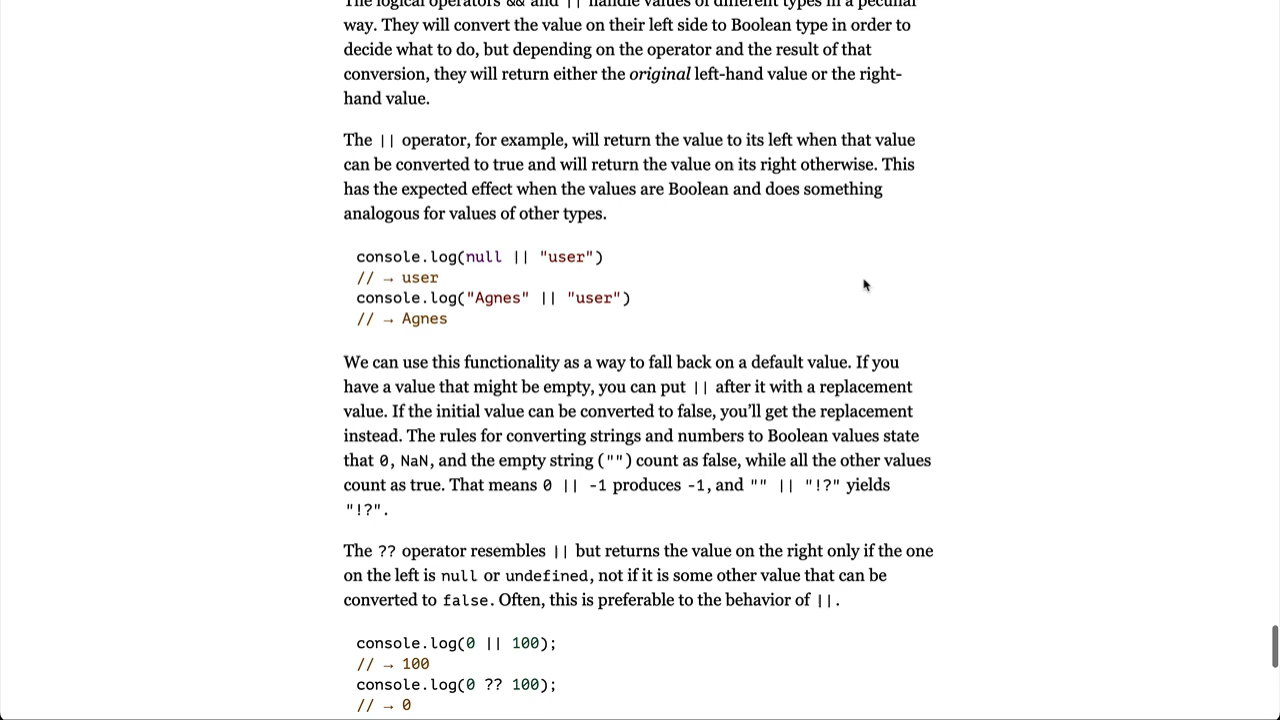 The logical operators && and || handle values of different types in a peculiar
way. They will convert the value on their left side to Boolean type in order to
decide what to do, but depending on the operator and the result of that
conversion, they will return either the original left-hand value or the right-
hand value.
The || operator, for example, will return the value to its left when that value
can be converted to true and will return the value on its right otherwise. This
has the expected effect when the values are Boolean and does something
analogous for values of other types.
console.log(null || "user")
// → user
console.log("Agnes" || "user")
// → Agnes
We can use this functionality as a way to fall back on a default value. If you
have a value that might be empty, you can put || after it with a replacement
value. If the initial value can be converted to false, you’ll get the replacement
instead. The rules for converting strings and numbers to Boolean values state
that 0, NaN, and the empty string ("") count as false, while all the other values
count as true. That means 0 || -1 produces -1, and "" || "!?" yields
"!?".
The ?? operator resembles || but returns the value on the right only if the one
on the left is null or undefined, not if it is some other value that can be
converted to false. Often, this is preferable to the behavior of ||.
console.log(0 || 100);
// → 100
console.log(0 ?? 100);
// → 0